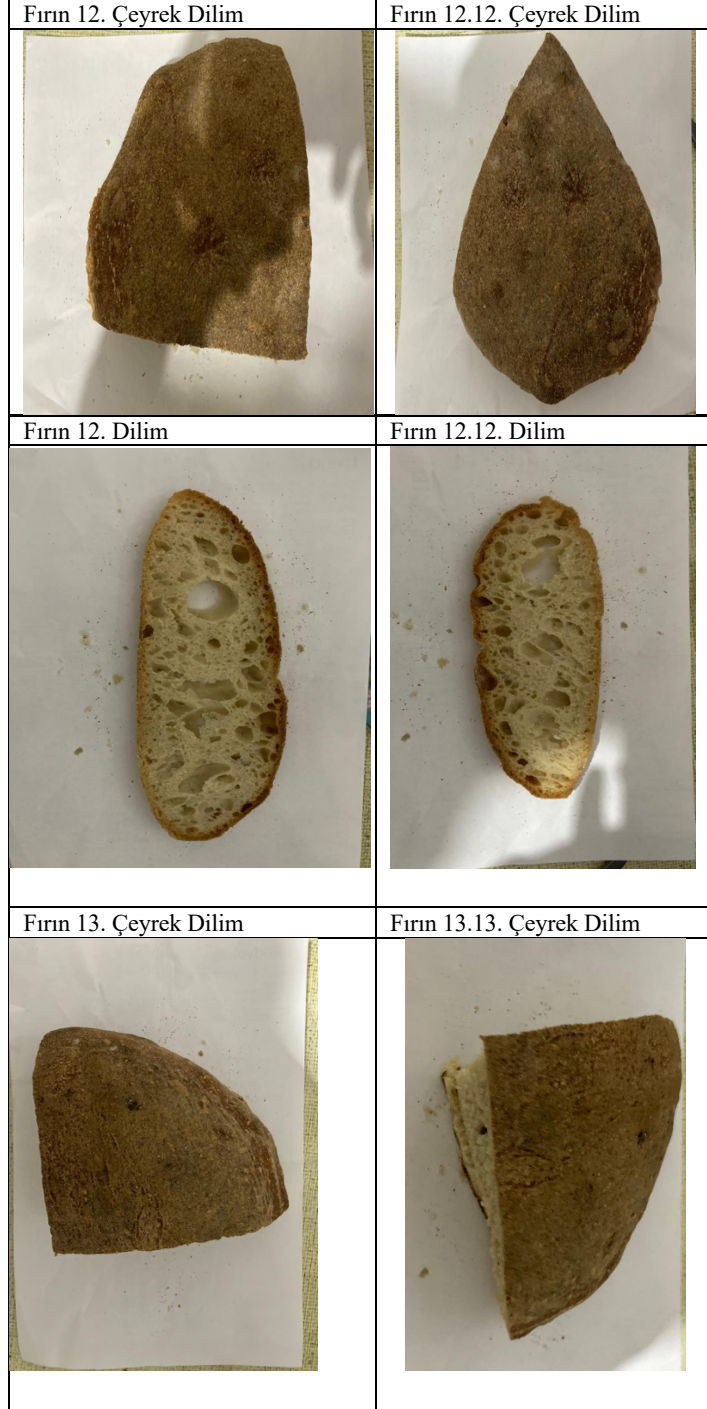 Fırın 12. Çeyrek Dilim
Fırın 12.12. Çeyrek Dilim
Fırın 12. Dilim
Fırın 12.12. Dilim
Fırın 13. Çeyrek Dilim
Fırın 13.13. Çeyrek Dilim